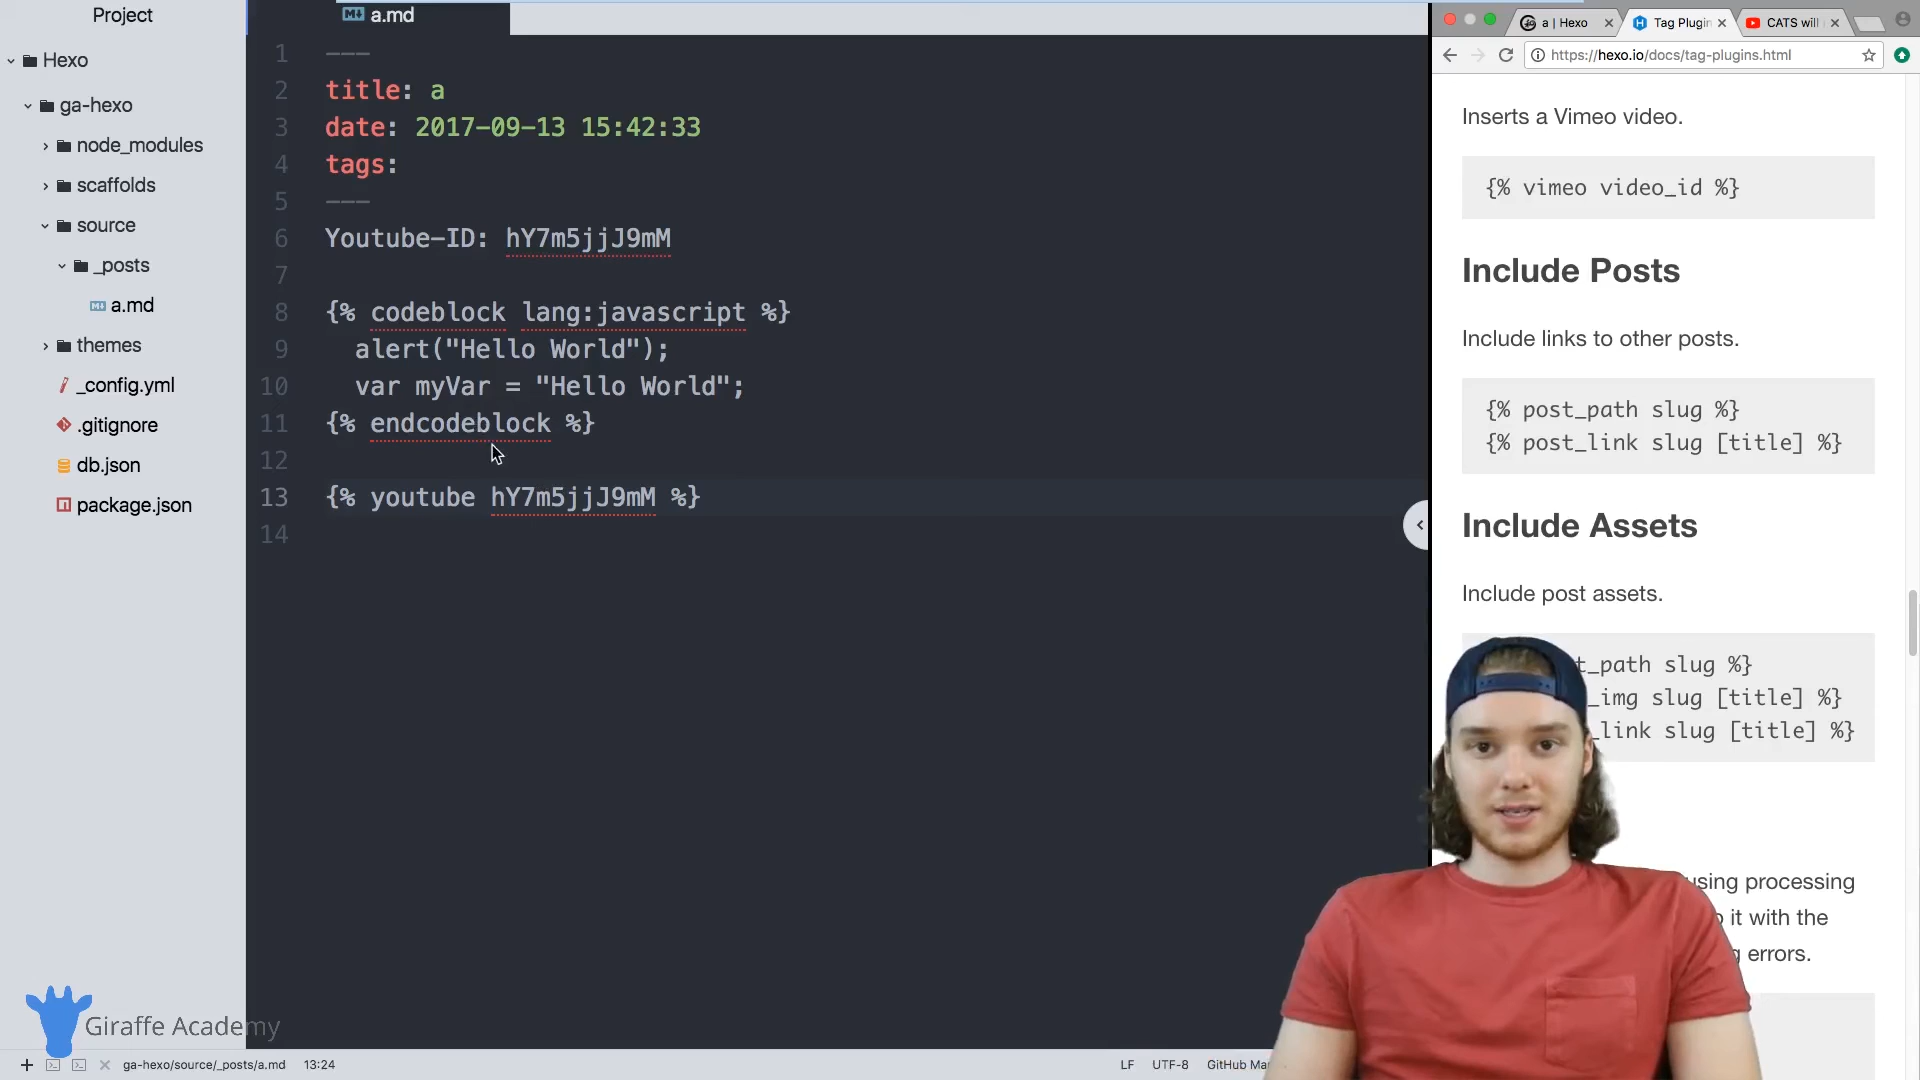 Project
Hexo
ga-hexo
node_modules
scaffolds
source
_posts
a.md
themes
_config.yml
.gitignore
db.json
package.json
Giraffe Academy
a.md
1 ---
2 title: a
3 date: 2017-09-13 15:42:33
4 tags:
5 ---
6 Youtube-ID: hY7m5jjJ9mM
7
8 {% codeblock lang:javascript %}
9 alert("Hello World");
10 var myVar = "Hello World";
11 {% endcodeblock %}
12
13 {% youtube hY7m5jjJ9mM %}
14
ga-hexo/source/_posts/a.md 13:24
LF UTF-8 GitHub Mar
a | Hexo
Tag Plugin
CATS will
https://hexo.io/docs/tag-plugins.html
Inserts a Vimeo video.
{% vimeo video_id %}
Include Posts
Include links to other posts.
{% post_path slug %}
{% post_link slug [title] %}
Include Assets
Include post assets.
t_path slug %}
_img slug [title] %}
_link slug [title] %}
using processing
it with the
errors.